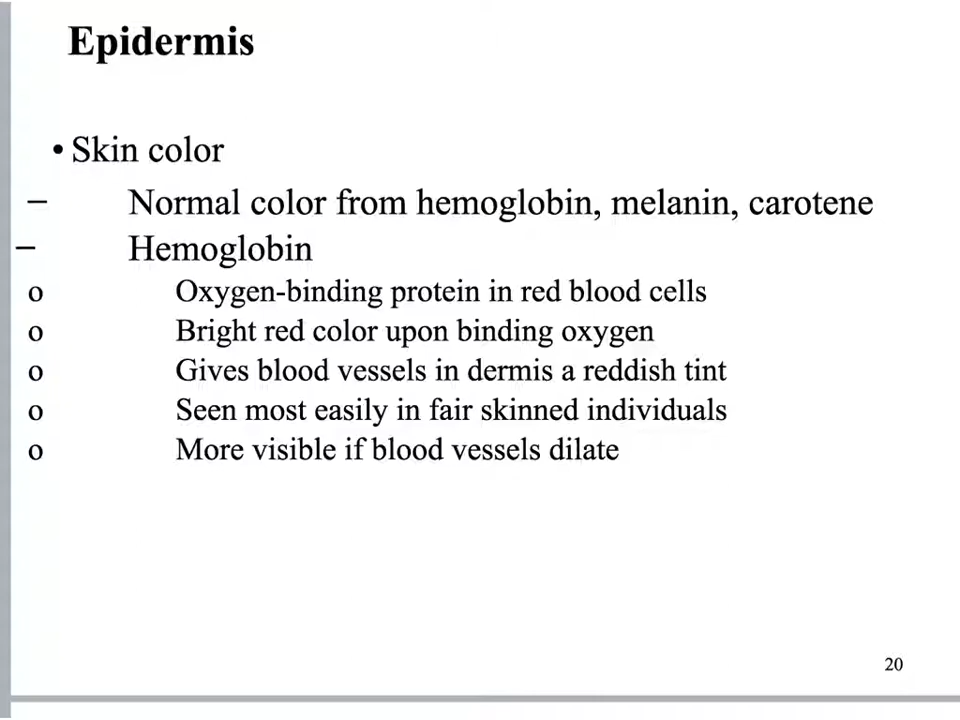 Epidermis
• Skin color
– Normal color from hemoglobin, melanin, carotene
– Hemoglobin
o Oxygen-binding protein in red blood cells
o Bright red color upon binding oxygen
o Gives blood vessels in dermis a reddish tint
o Seen most easily in fair skinned individuals
o More visible if blood vessels dilate
20